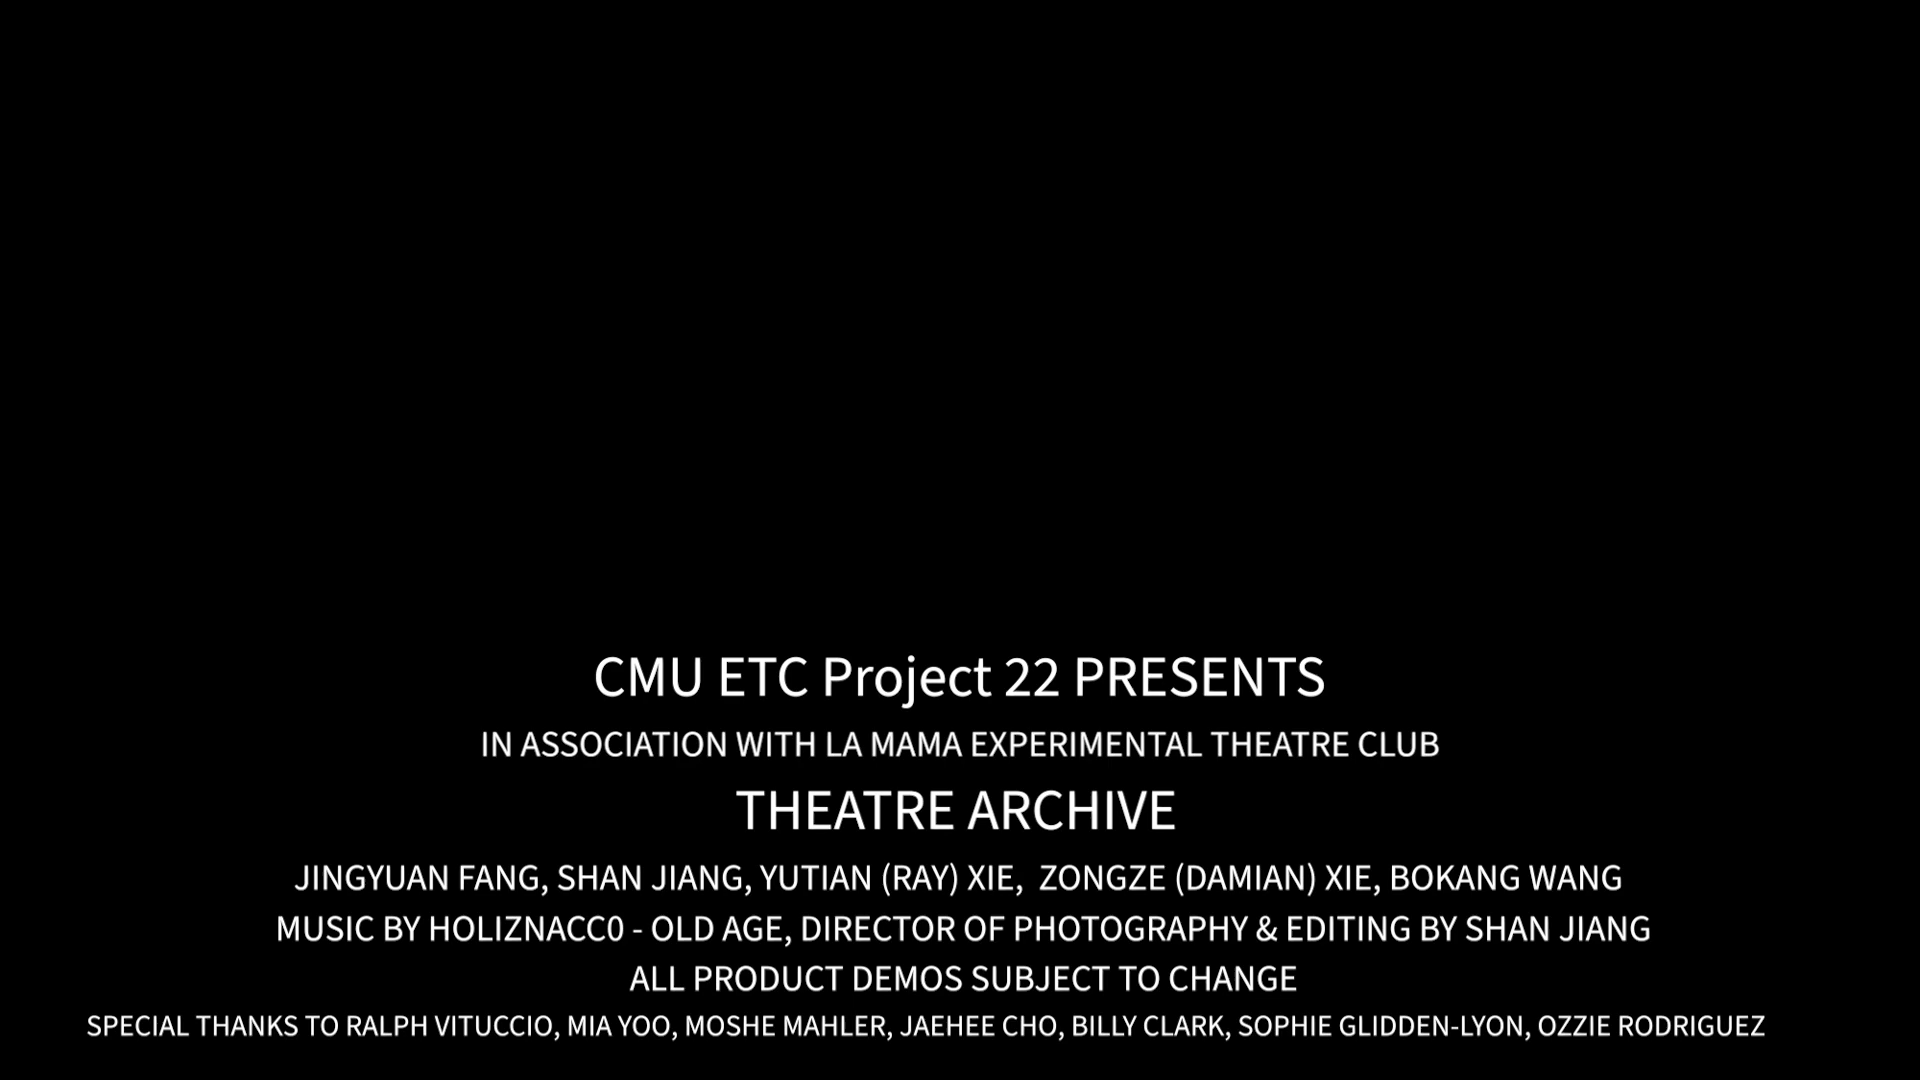 CMU ETC Project 22 PRESENTS
IN ASSOCIATION WITH LA MAMA EXPERIMENTAL THEATRE CLUB
THEATRE ARCHIVE
JINGYUAN FANG, SHAN JIANG, YUTIAN (RAY) XIE, ZONGZE (DAMIAN) XIE, BOKANG WANG
MUSIC BY HOLIZNACC0 - OLD AGE, DIRECTOR OF PHOTOGRAPHY & EDITING BY SHAN JIANG
ALL PRODUCT DEMOS SUBJECT TO CHANGE
SPECIAL THANKS TO RALPH VITUCCIO, MIA YOO, MOSHE MAHLER, JAEHEE CHO, BILLY CLARK, SOPHIE GLIDDEN-LYON, OZZIE RODRIGUEZ